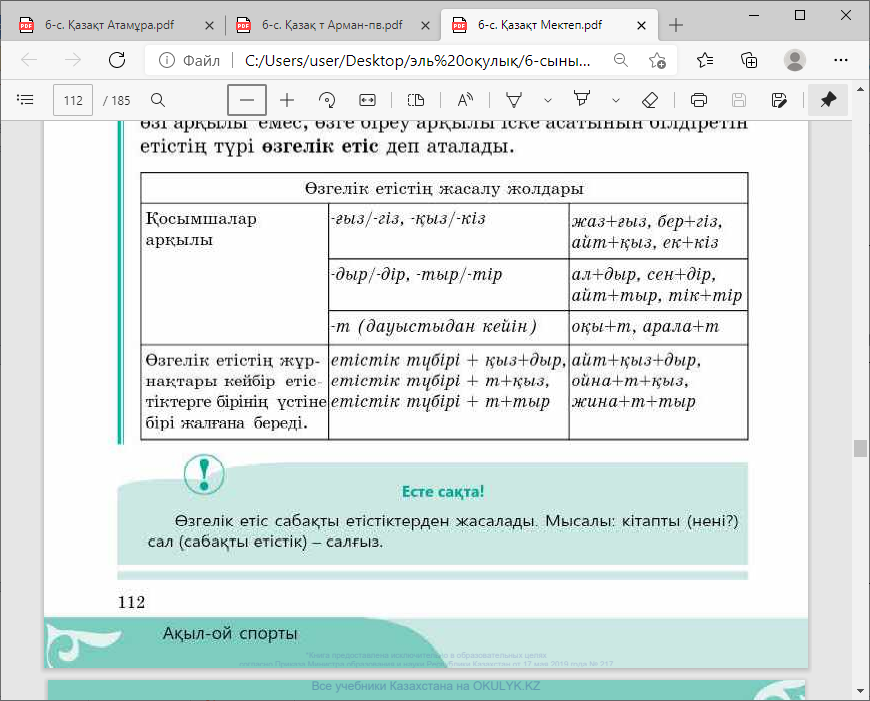 6-с. Қазақт Атамұра.pdf
6-с. Қазақ т Арман-пв.pdf
6-с. Қазақт Мектеп.pdf
Файл
C:/Users/user/Desktop/эль%20оқулық/6-сыны...
112 / 185
өзі арқылы емес, өзге біреу арқылы іске асатынын білдіретін
етістің түрі өзгелік етіс деп аталады.
Өзгелік етістің жасалу жолдары
Қосымшалар
арқылы
-ғыз/-гіз, -қыз/-кіз
жаз+ғыз, бер+гіз,
айт+қыз, ек+кіз
-дыр/-дір, -тыр/-тір
ал+дыр, сен+дір,
айт+тыр, тік+тір
-т (дауыстыдан кейін)
оқы+т, арала+т
Өзгелік етістің жұр-
нақтары кейбір етіс-
тіктерге бірінің үстіне
бірі жалғана береді.
етістік түбірі + қыз+дыр,
етістік түбірі + т+қыз,
етістік түбірі + т+тыр
айт+қыз+дыр,
ойна+т+қыз,
жина+т+тыр
Есте сақта!
Өзгелік етіс сабақты етістіктерден жасалады. Мысалы: кітапты (нені?)
сал (сабақты етістік) – салғыз.
112
Ақыл-ой спорты
*Книга предоставлена исключительно в образовательных целях
согласно Приказа Министра образования и науки Республики Казахстан от 17 мая 2019 года № 217
Все учебники Казахстана на OKULYK.KZ